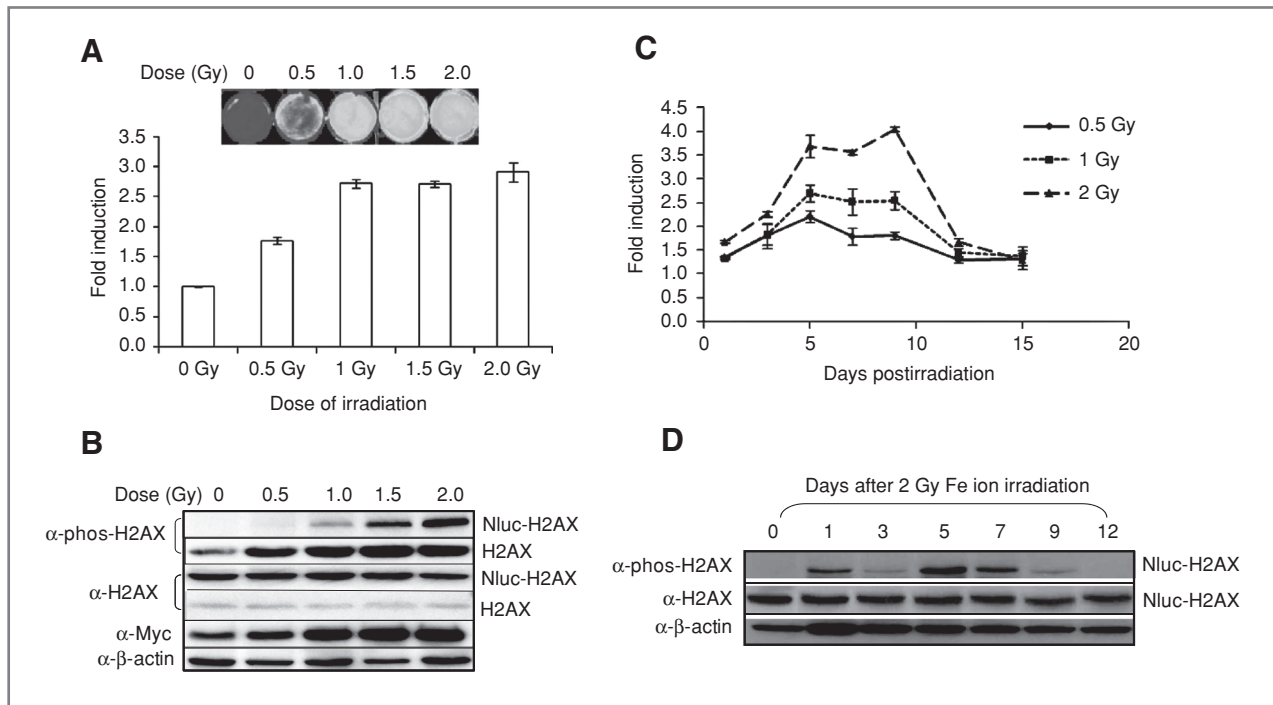 A
Dose (Gy) 0 0.5 1.0 1.5 2.0
3.5
3.0
2.5
2.0
1.5
1.0
0.5
0.0
Fold induction
0 Gy 0.5 Gy 1 Gy 1.5 Gy 2.0 Gy
Dose of irradiation
B
Dose (Gy) 0 0.5 1.0 1.5 2.0
α-phos-H2AX
Nluc-H2AX
H2AX
α-H2AX
Nluc-H2AX
H2AX
α-Myc
α-β-actin
C
4.5
4.0
3.5
3.0
2.5
2.0
1.5
1.0
0.5
0.0
Fold induction
0 5 10 15 20
Days postirradiation
0.5 Gy
1 Gy
2 Gy
D
Days after 2 Gy Fe ion irradiation
0 1 3 5 7 9 12
α-phos-H2AX Nluc-H2AX
α-H2AX Nluc-H2AX
α-β-actin